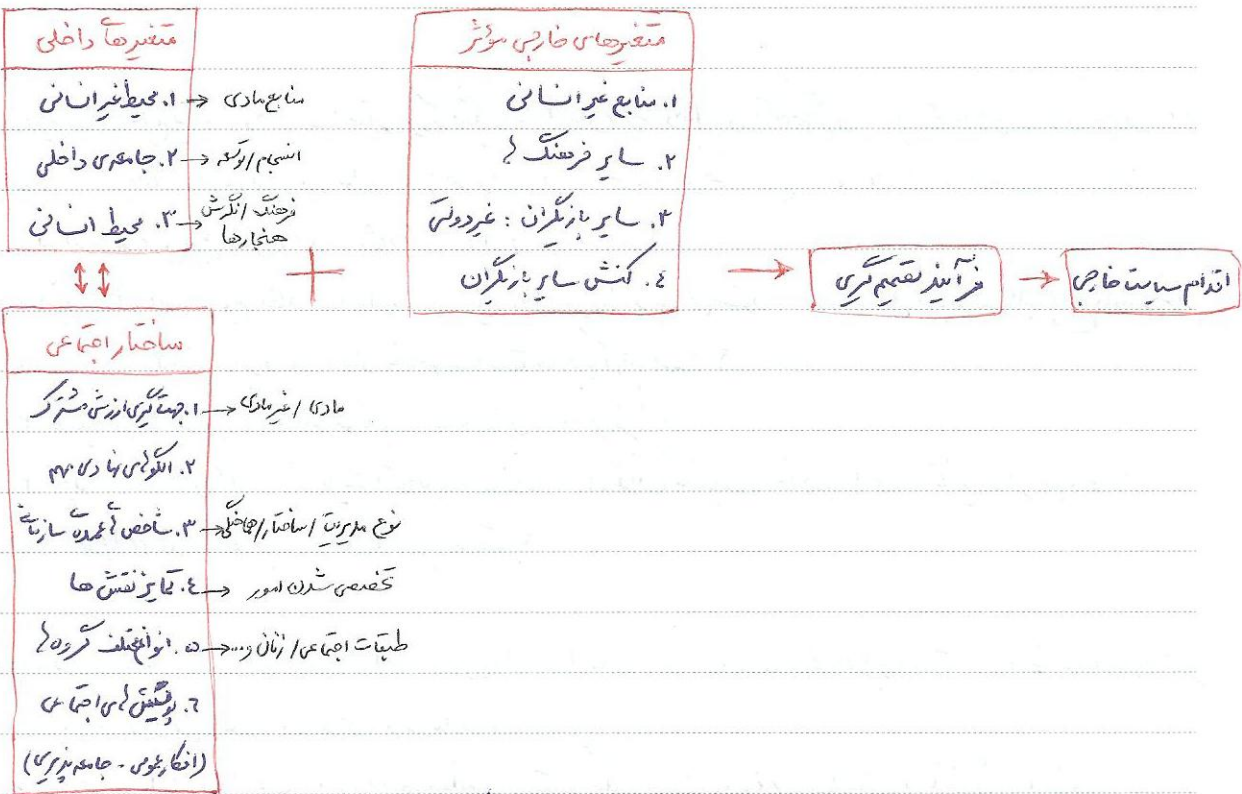 متغیرهای داخلی
۱. محیط غیرانسانی ← منابع مادی
۲. جامعه‌ی داخلی ← انسجام / توسعه
۳. محیط انسانی ← فرهنگ / نگرش
هنجارها
ساختار اجتماعی
۱. جهت‌گیری ارزشی مشترک ← مادی / غیرمادی
۲. الگوهای نهادی مهم
۳. شاخص‌های عمده‌ی سازمانی ← نوع مدیریت / ساختار / هماهنگی
۴. تمایز نقش‌ها ← تخصصی شدن امور
۵. انواع مختلف گروه‌ها ← طبقات اجتماعی / زنان و...
۶. های اجتماعی
(افکار عمومی - جامعه‌پذیری)
+
متغیرهای خارجی مؤثر
۱. منابع غیرانسانی
۲. سایر فرهنگ‌ها
۳. سایر بازیگران: غیردولتی
۴. کنش سایر بازیگران
فرآیند تصمیم‌گیری
اقدام سیاست خارجی